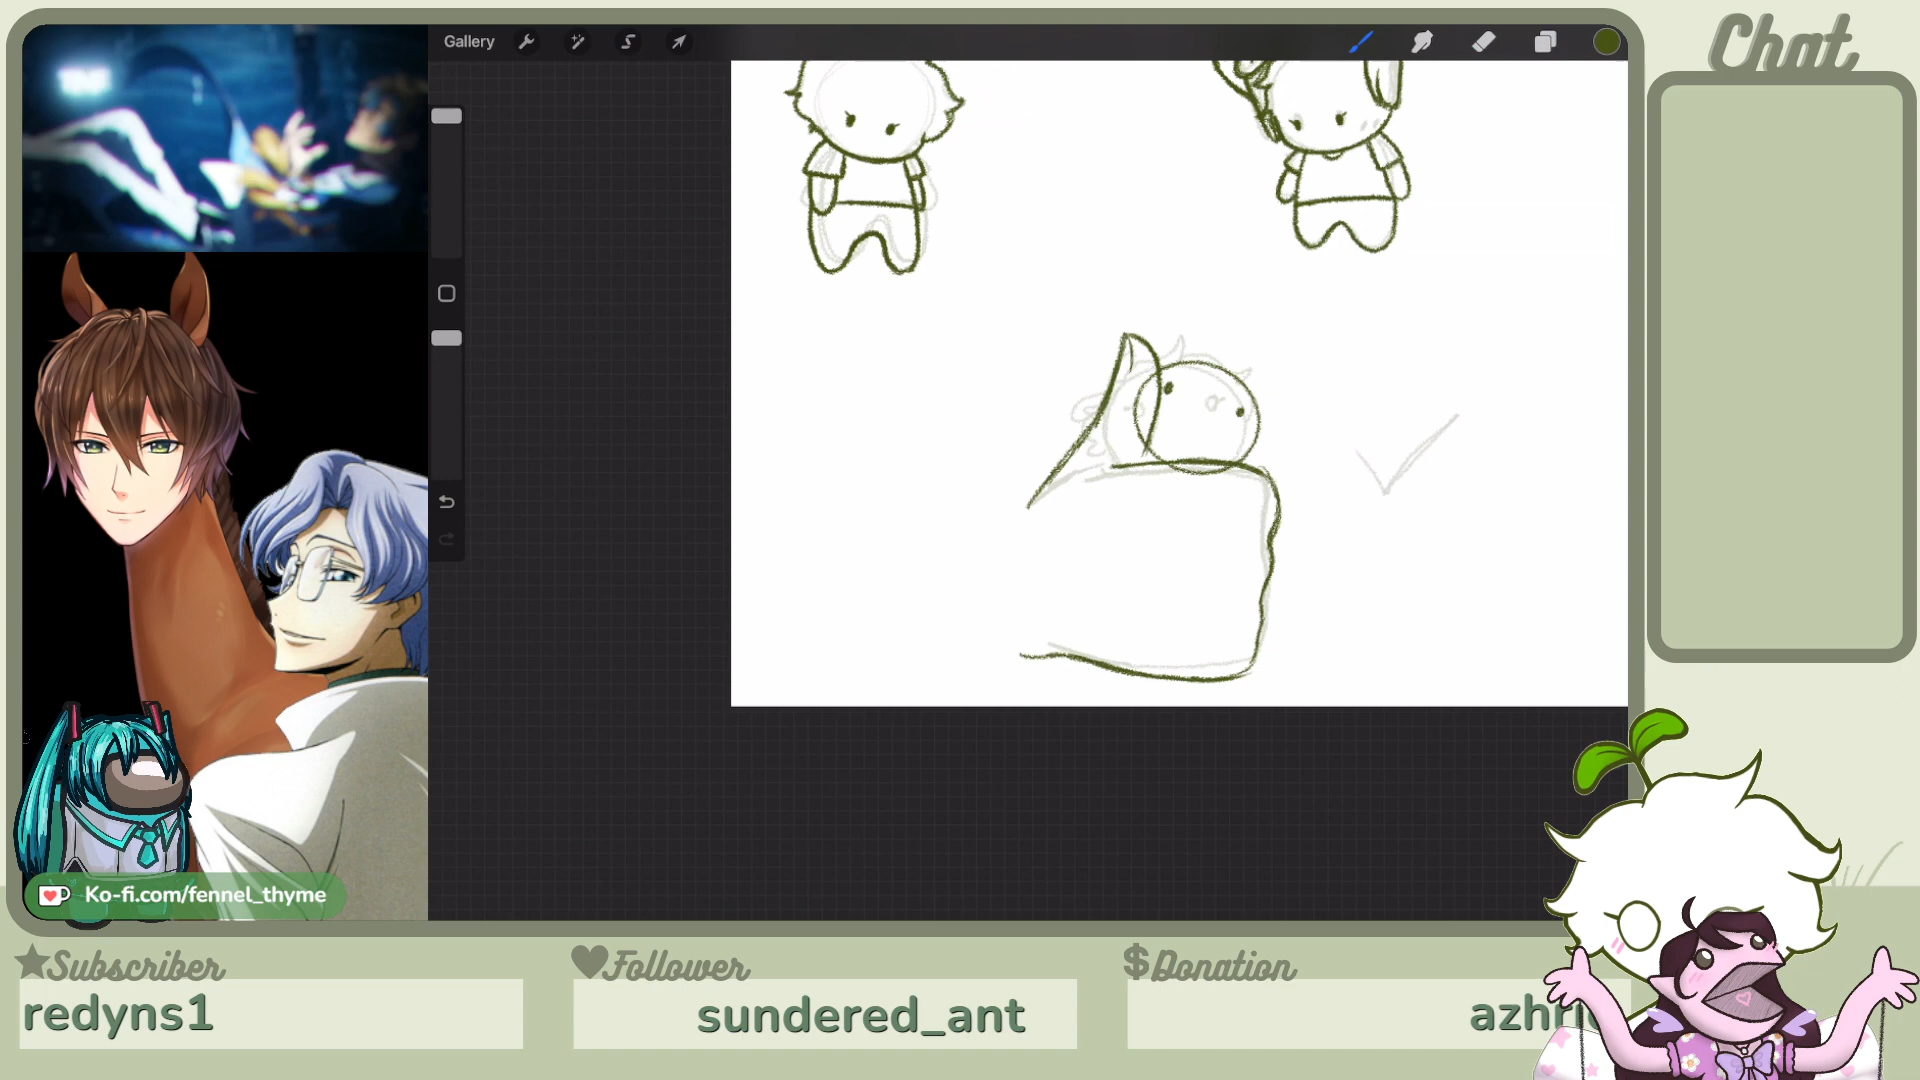 Chat
Gallery
Ko-fi.com/fennel_thyme
Subscriber
Follower
$Donation
redyns1
sundered_ant